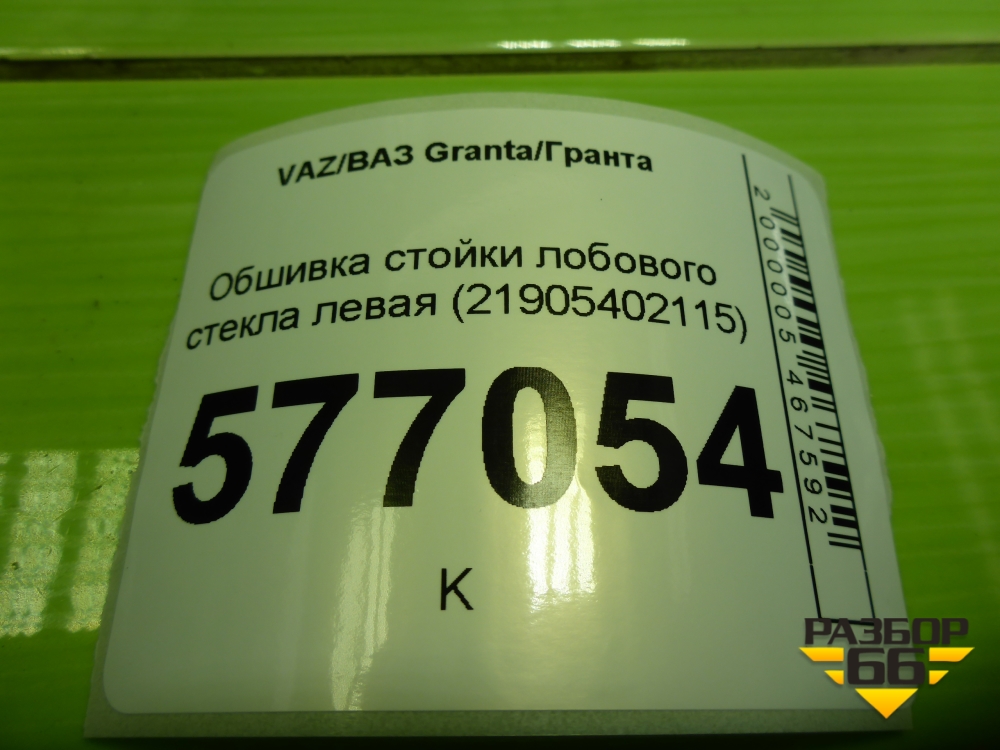 VAZ/ВАЗ Granta/Гранта
Обшивка стойки лобового
стекла левая (21905402115)
577054
К
2000005467592
РАЗБОР
66